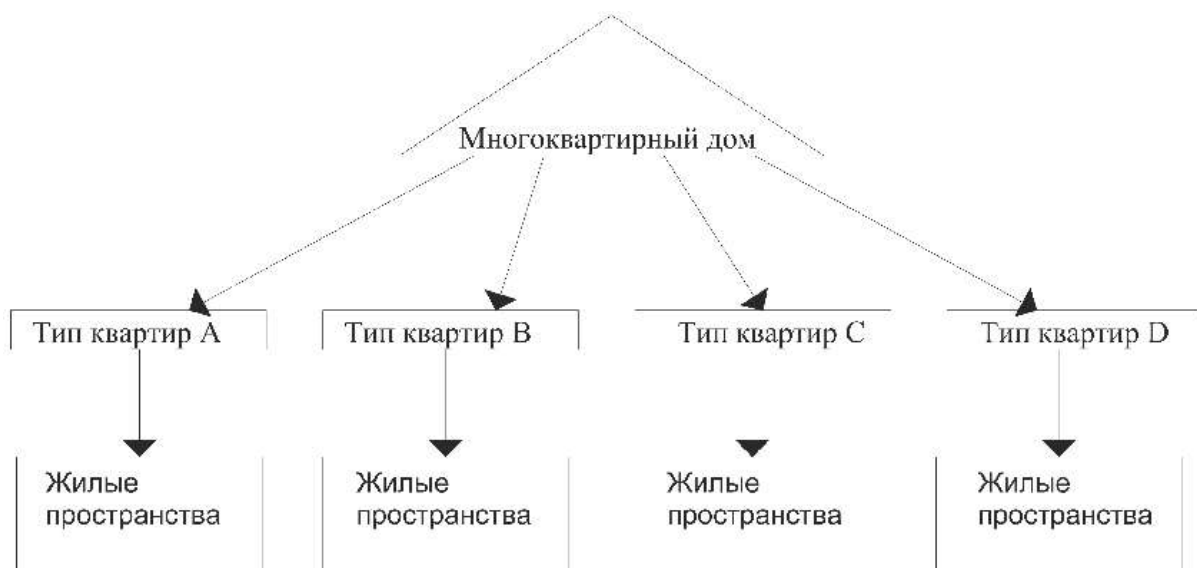 Многоквартирный дом
Тип квартир A
Тип квартир B
Тип квартир C
Тип квартир D
Жилые
пространства
Жилые
пространства
Жилые
пространства
Жилые
пространства